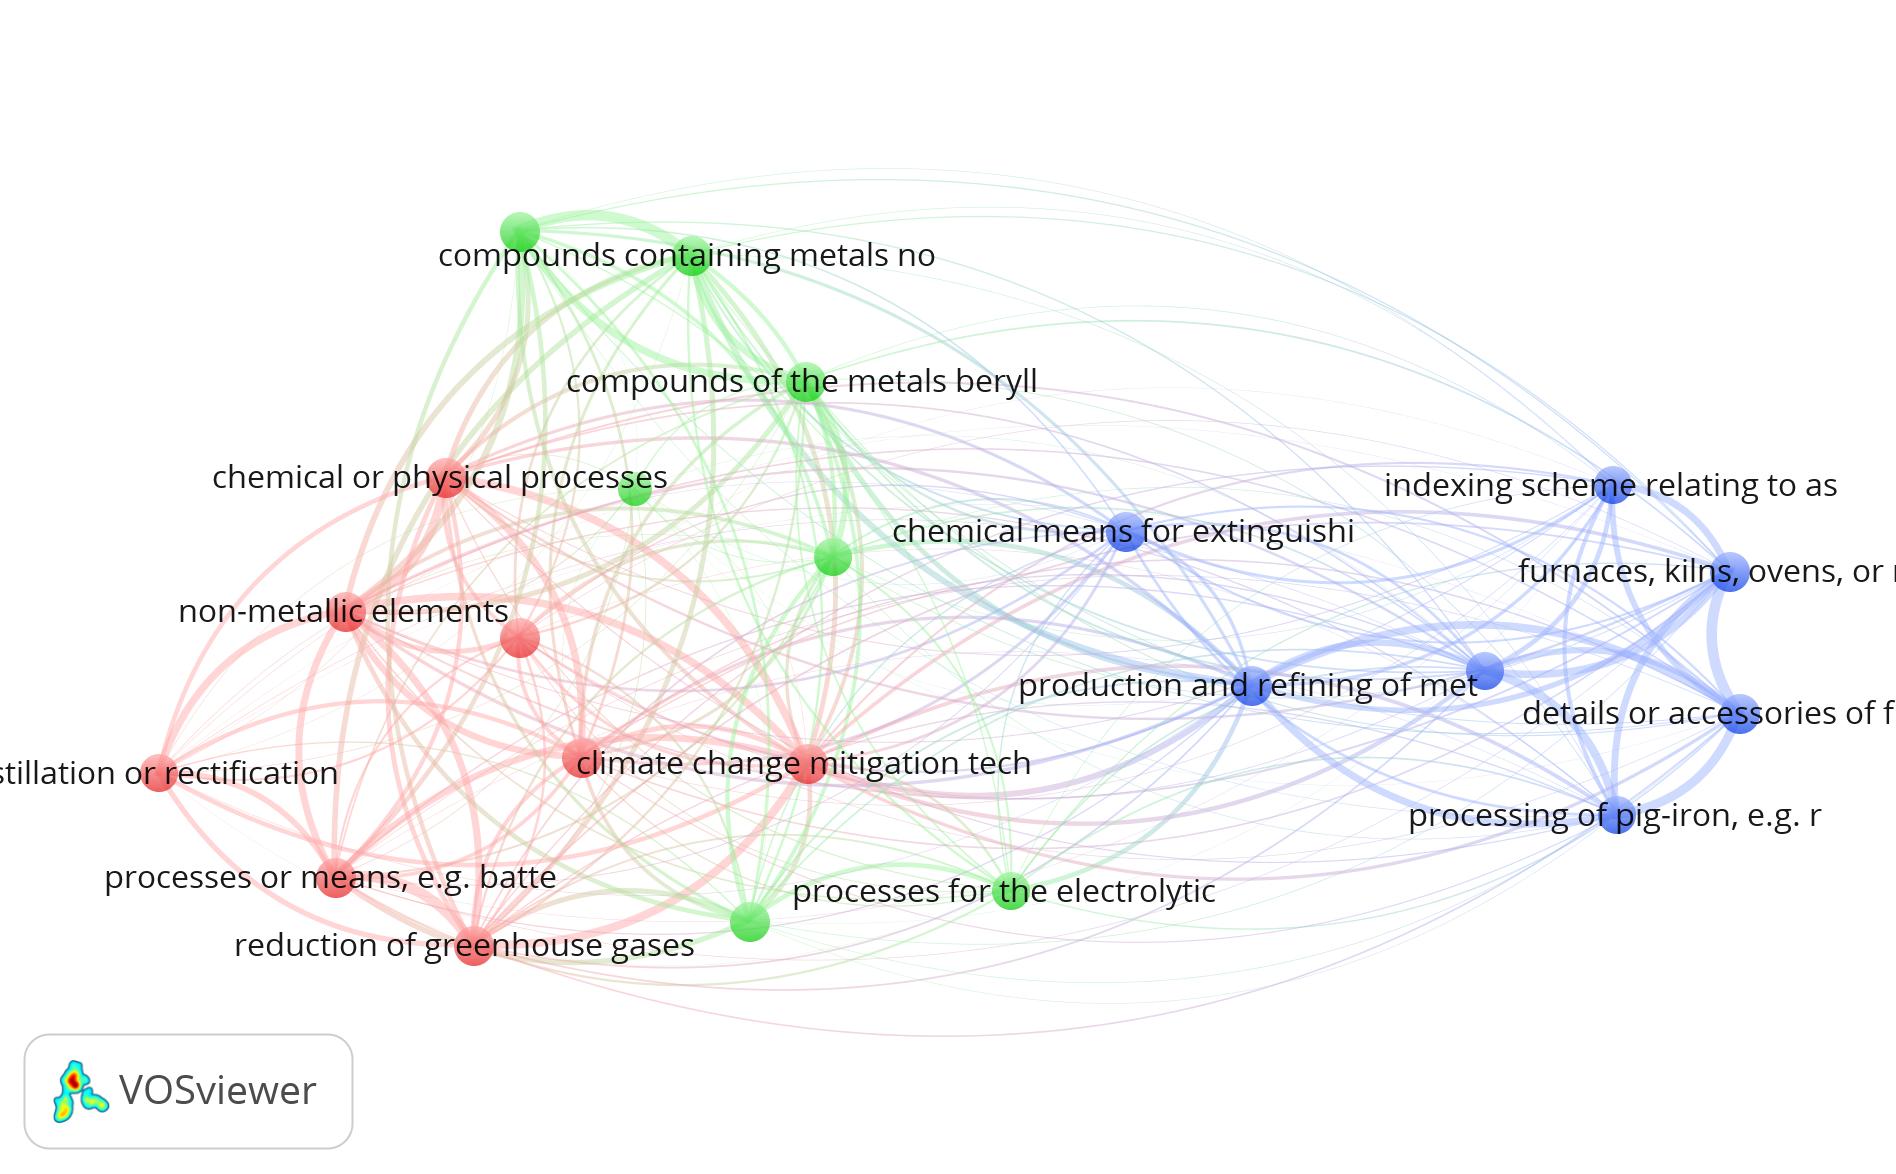 compounds containing metals no
compounds of the metals beryll
chemical or physical processes
indexing scheme relating to as
chemical means for extinguishi
furnaces, kilns, ovens, or r
non-metallic elements
production and refining of met
details or accessories of f
stillation or rectification
climate change mitigation tech
processing of pig-iron, e.g. r
processes or means, e.g. batte
processes for the electrolytic
reduction of greenhouse gases
VOSviewer